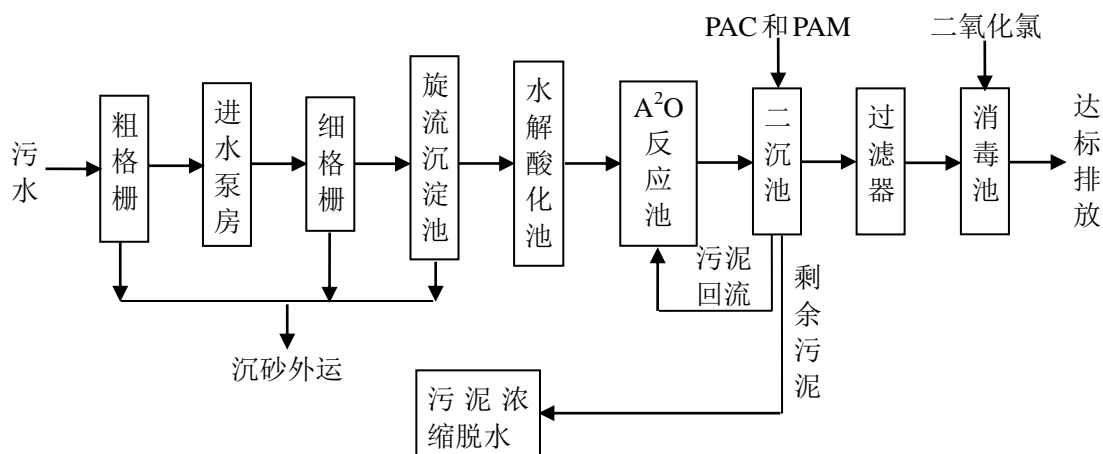 PAC和PAM
二氧化氯
污水
粗格栅
进水泵房
细格栅
旋流沉淀池
水解酸化池
A²O
反应池
二沉池
过滤器
消毒池
达标排放
污泥
回流
剩余污泥
沉砂外运
污泥浓
缩脱水